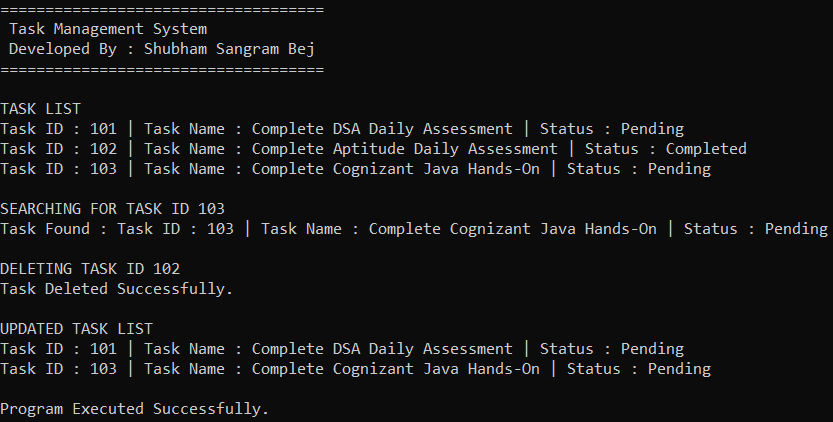 ====================================
Task Management System
Developed By : Shubham Sangram Bej
====================================
TASK LIST
Task ID : 101 | Task Name : Complete DSA Daily Assessment | Status : Pending
Task ID : 102 | Task Name : Complete Aptitude Daily Assessment | Status : Completed
Task ID : 103 | Task Name : Complete Cognizant Java Hands-On | Status : Pending
SEARCHING FOR TASK ID 103
Task Found : Task ID : 103 | Task Name : Complete Cognizant Java Hands-On | Status : Pending
DELETING TASK ID 102
Task Deleted Successfully.
UPDATED TASK LIST
Task ID : 101 | Task Name : Complete DSA Daily Assessment | Status : Pending
Task ID : 103 | Task Name : Complete Cognizant Java Hands-On | Status : Pending
Program Executed Successfully.